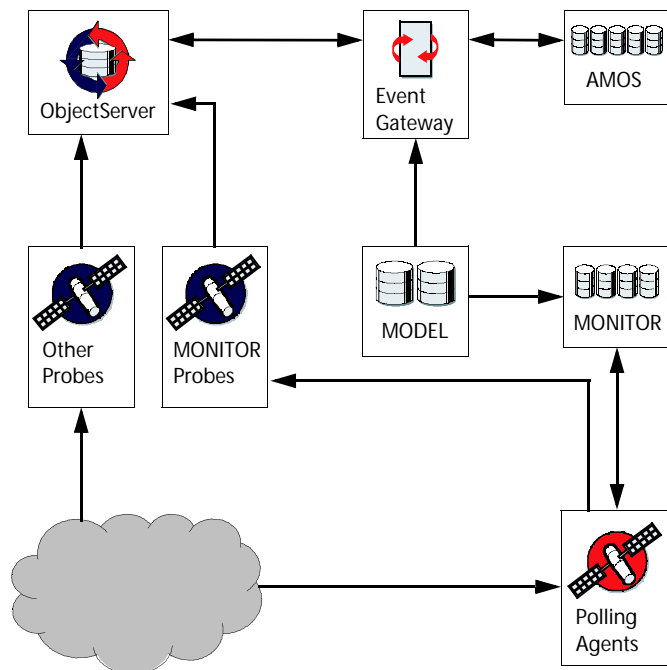 ObjectServer
Event
Gateway
AMOS
Other
Probes
MONITOR
Probes
MODEL
MONITOR
Polling
Agents